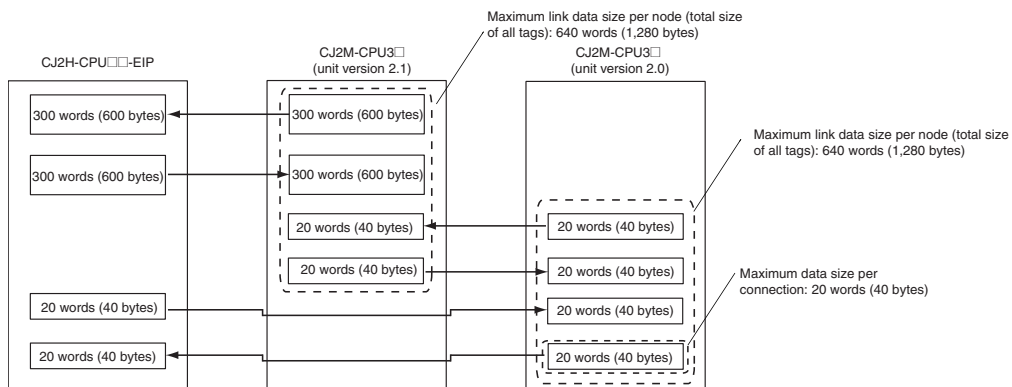 Maximum link data size per node (total size
of all tags): 640 words (1,280 bytes)
CJ2H-CPU□□-EIP
CJ2M-CPU3□
(unit version 2.1)
CJ2M-CPU3□
(unit version 2.0)
300 words (600 bytes)
300 words (600 bytes)
Maximum link data size per node (total size
of all tags): 640 words (1,280 bytes)
300 words (600 bytes)
300 words (600 bytes)
20 words (40 bytes)
20 words (40 bytes)
20 words (40 bytes)
20 words (40 bytes)
Maximum data size per
connection: 20 words (40 bytes)
20 words (40 bytes)
20 words (40 bytes)
20 words (40 bytes)
20 words (40 bytes)